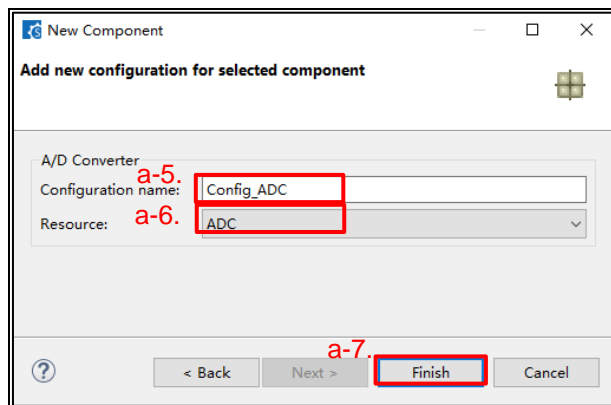 New Component
Add new configuration for selected component
A/D Converter
a-5.
Configuration name: Config_ADC
a-6.
Resource: ADC
a-7.
< Back Next > Finish Cancel